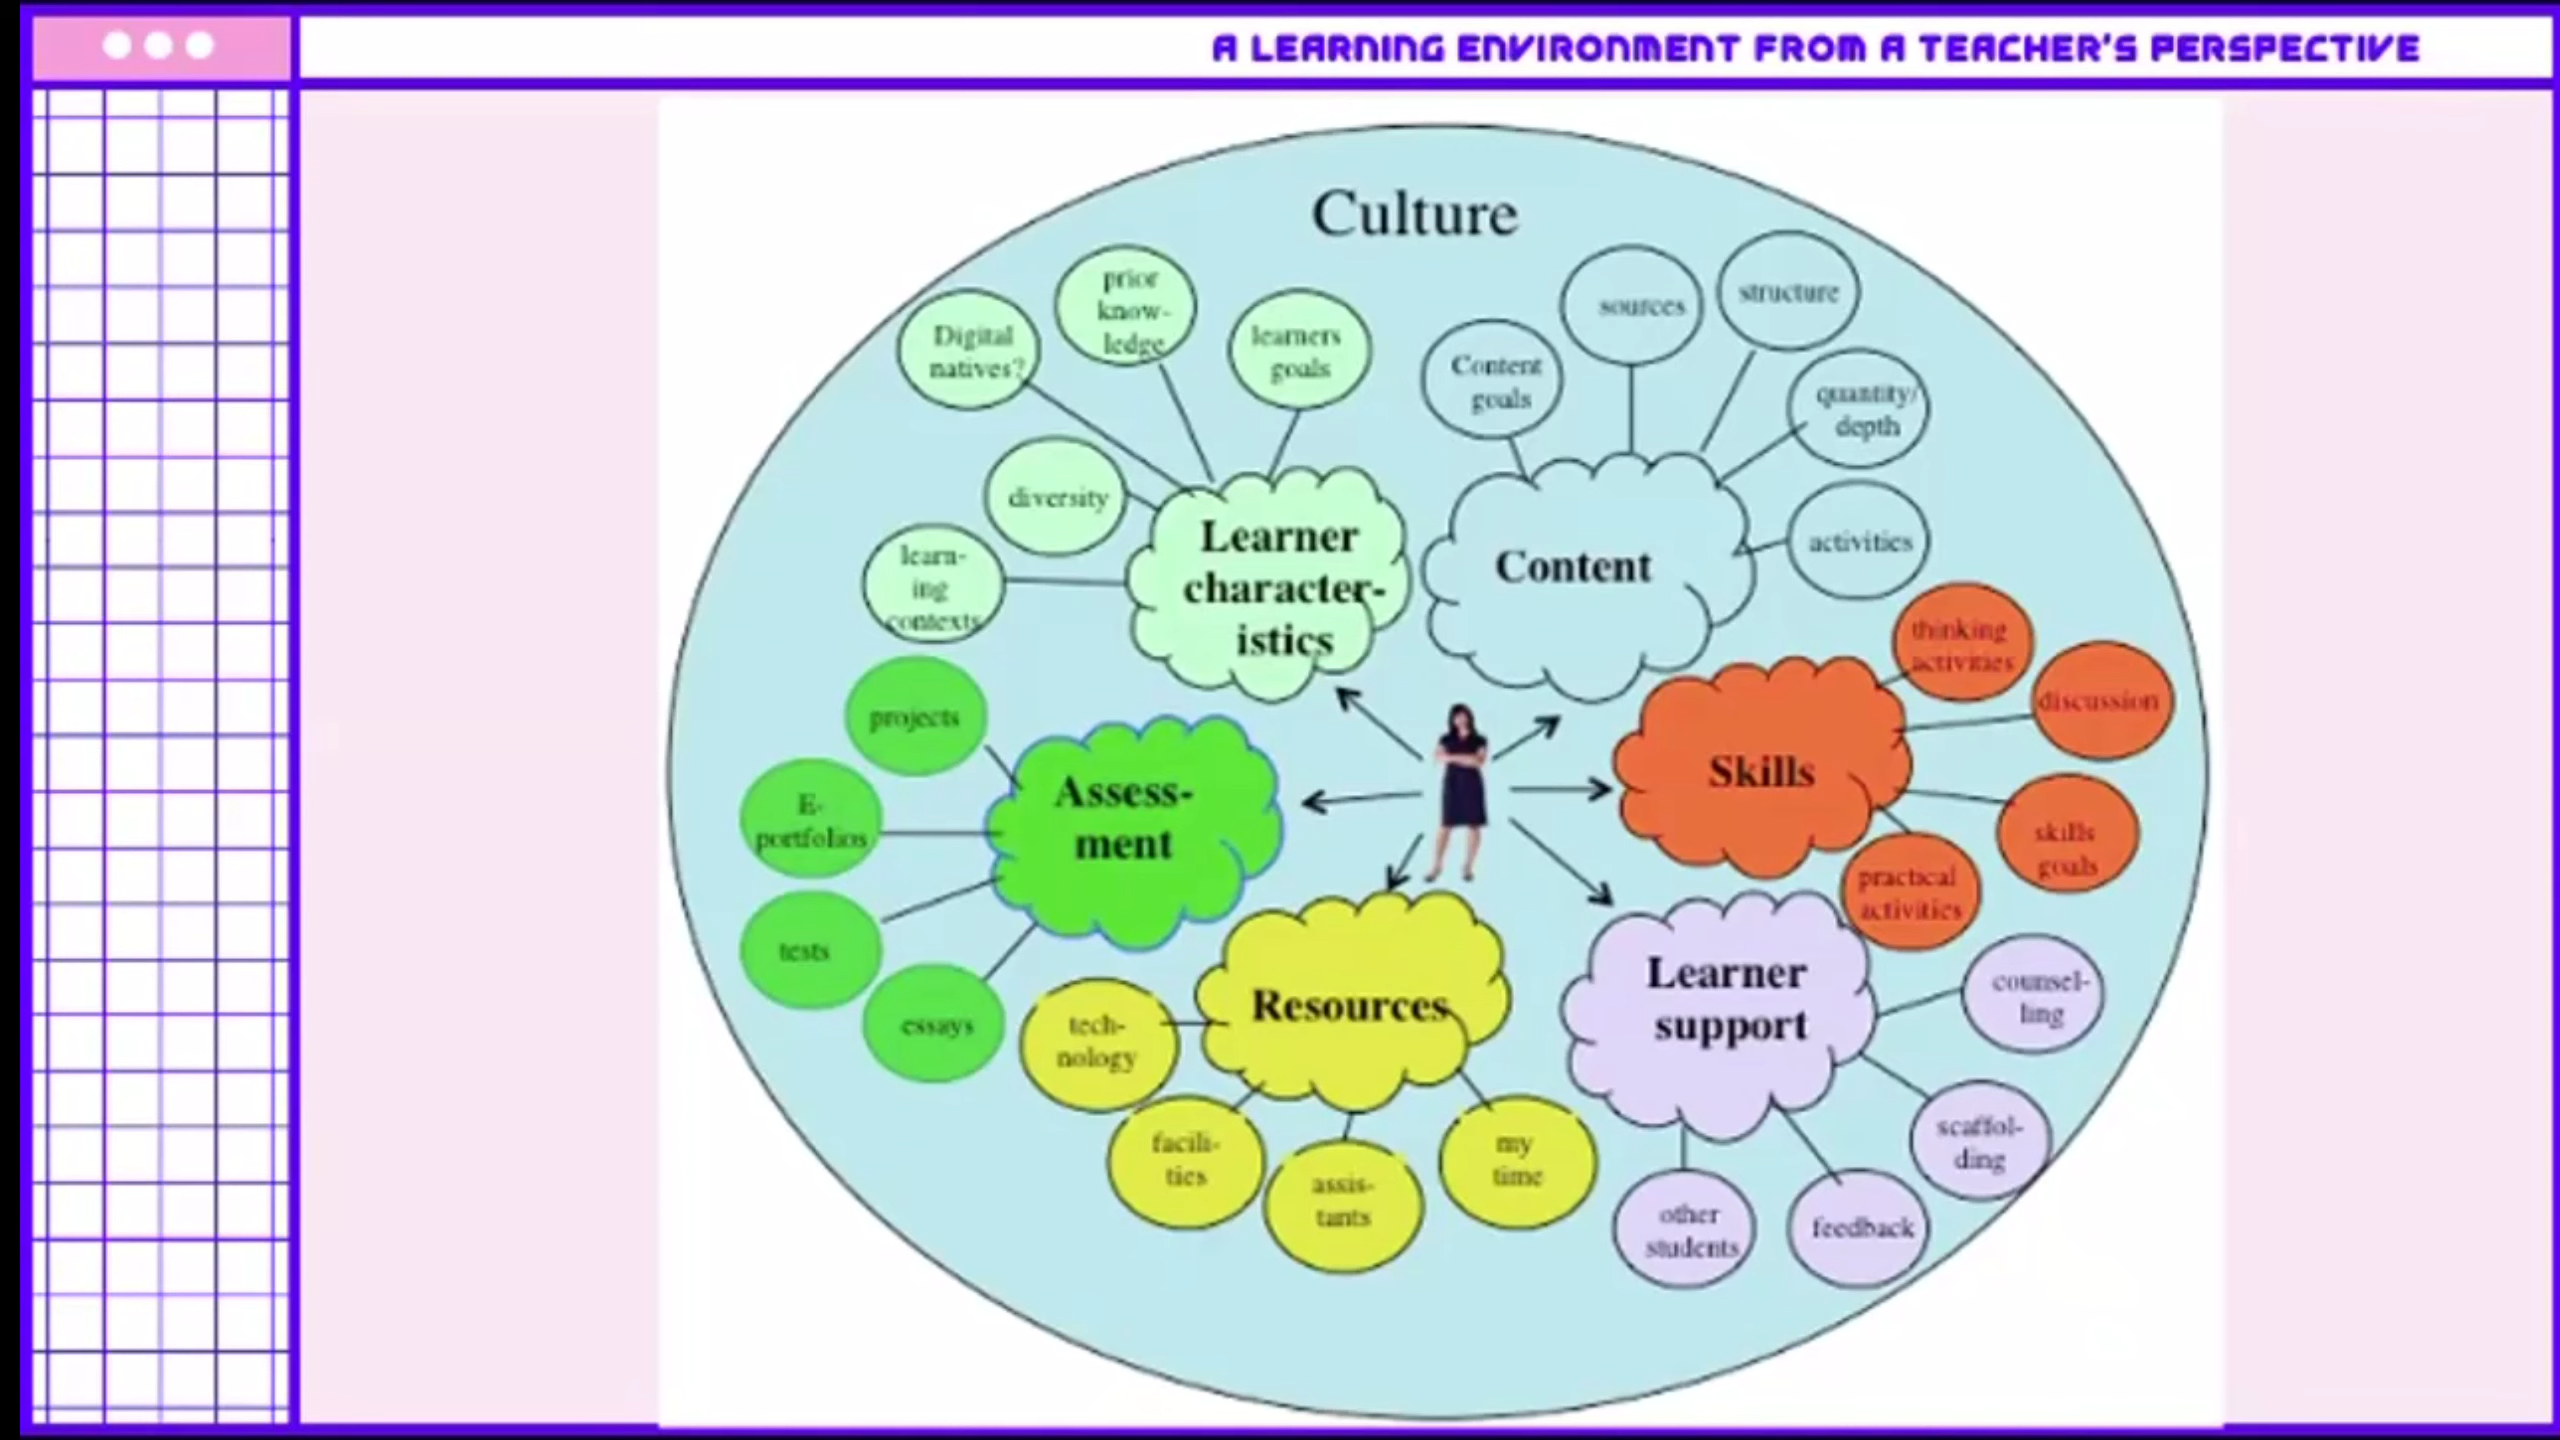 A LEARNING ENVIRONMENT FROM A TEACHER'S PERSPECTIVE
Culture
Digital
natives?
prior
know-
ledge
learners
goals
diversity
learn-
ing
contexts
Learner
character-
istics
Content
goals
sources
structure
quantity/
depth
activities
Content
thinking
activities
discussion
skills
goals
practical
activities
Skills
projects
E-
portfolios
tests
essays
Assess-
ment
tech-
nology
facili-
ties
assis-
tants
my
time
Resources
Learner
support
counsel-
ling
scaffol-
ding
feedback
other
students